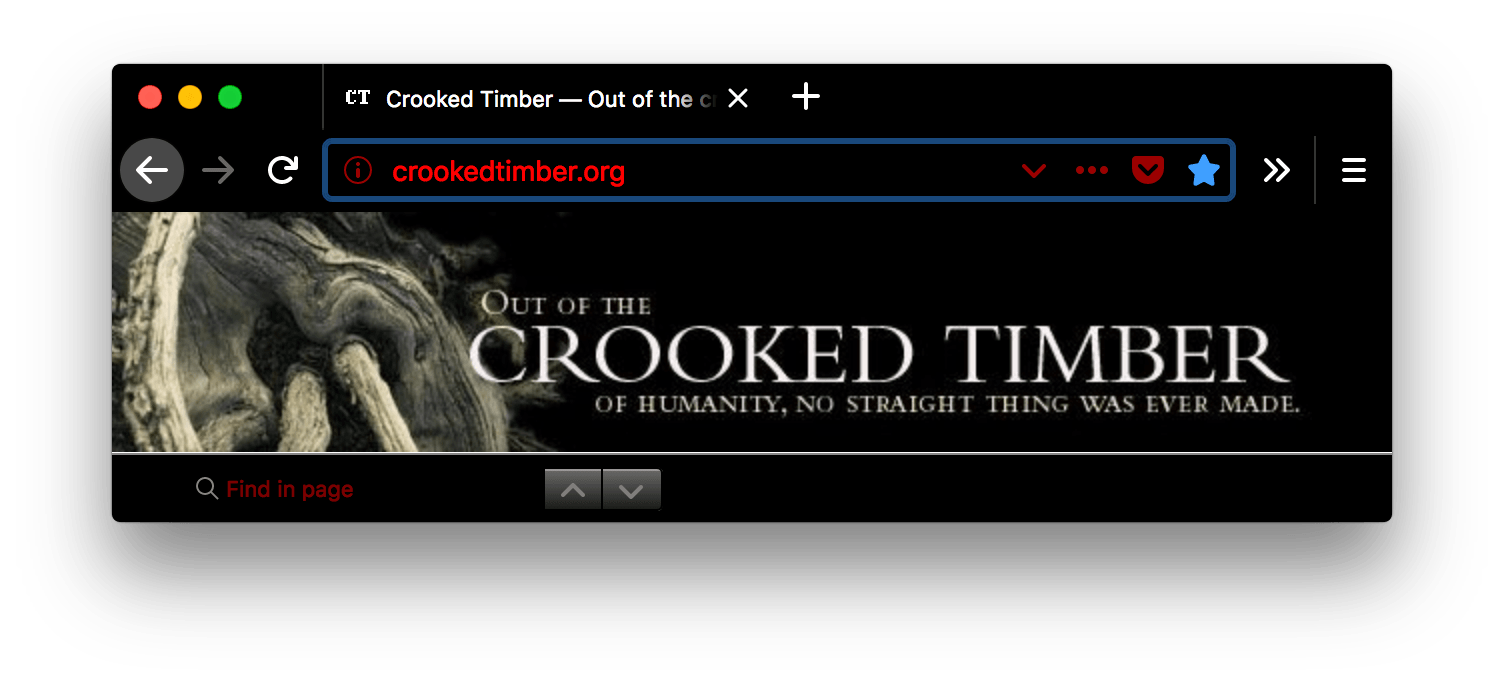 CT Crooked Timber — Out of the
crookedtimber.org
OUT OF THE
CROOKED TIMBER
OF HUMANITY, NO STRAIGHT THING WAS EVER MADE.
Find in page